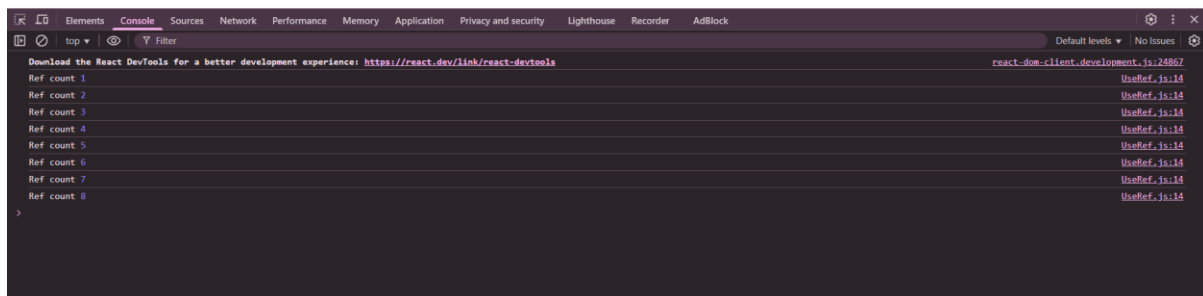 Elements Console Sources Network Performance Memory Application Privacy and security Lighthouse Recorder AdBlock
top Filter Default levels No Issues
Download the React DevTools for a better development experience: https://react.dev/link/react-devtools react-dom-client.development.js:24867
Ref count 1 UseRef.js:14
Ref count 2 UseRef.js:14
Ref count 3 UseRef.js:14
Ref count 4 UseRef.js:14
Ref count 5 UseRef.js:14
Ref count 6 UseRef.js:14
Ref count 7 UseRef.js:14
Ref count 8 UseRef.js:14